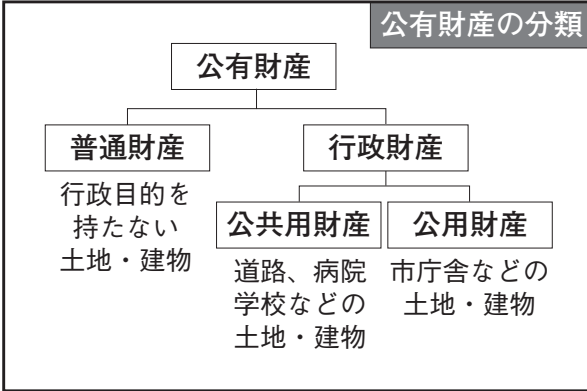 公有財産の分類
公有財産
普通財産
行政財産
行政目的を
持たない
土地・建物
公共用財産
公用財産
道路、病院
学校などの
土地・建物
市庁舎などの
土地・建物